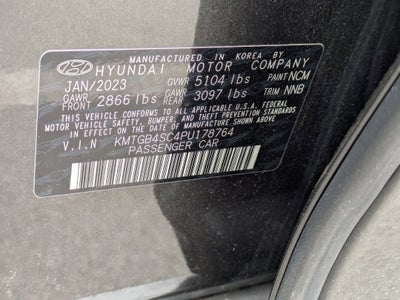 MANUFACTURED IN KOREA BY
HYUNDAI MOTOR COMPANY
JAN/2023 GVWR 5104 lbs PAINT NCM
GAWR FRONT 2866 lbs GAWR REAR 3097 lbs TRIM NNB
THIS VEHICLE CONFORMS TO ALL APPLICABLE U.S.A. FEDERAL
MOTOR VEHICLE SAFETY, BUMPER, AND THEFT PREVENTION STANDARDS
IN EFFECT ON THE DATE OF MANUFACTURE SHOWN ABOVE.
V.I.N KMTGB4SC4PU178764
PASSENGER CAR